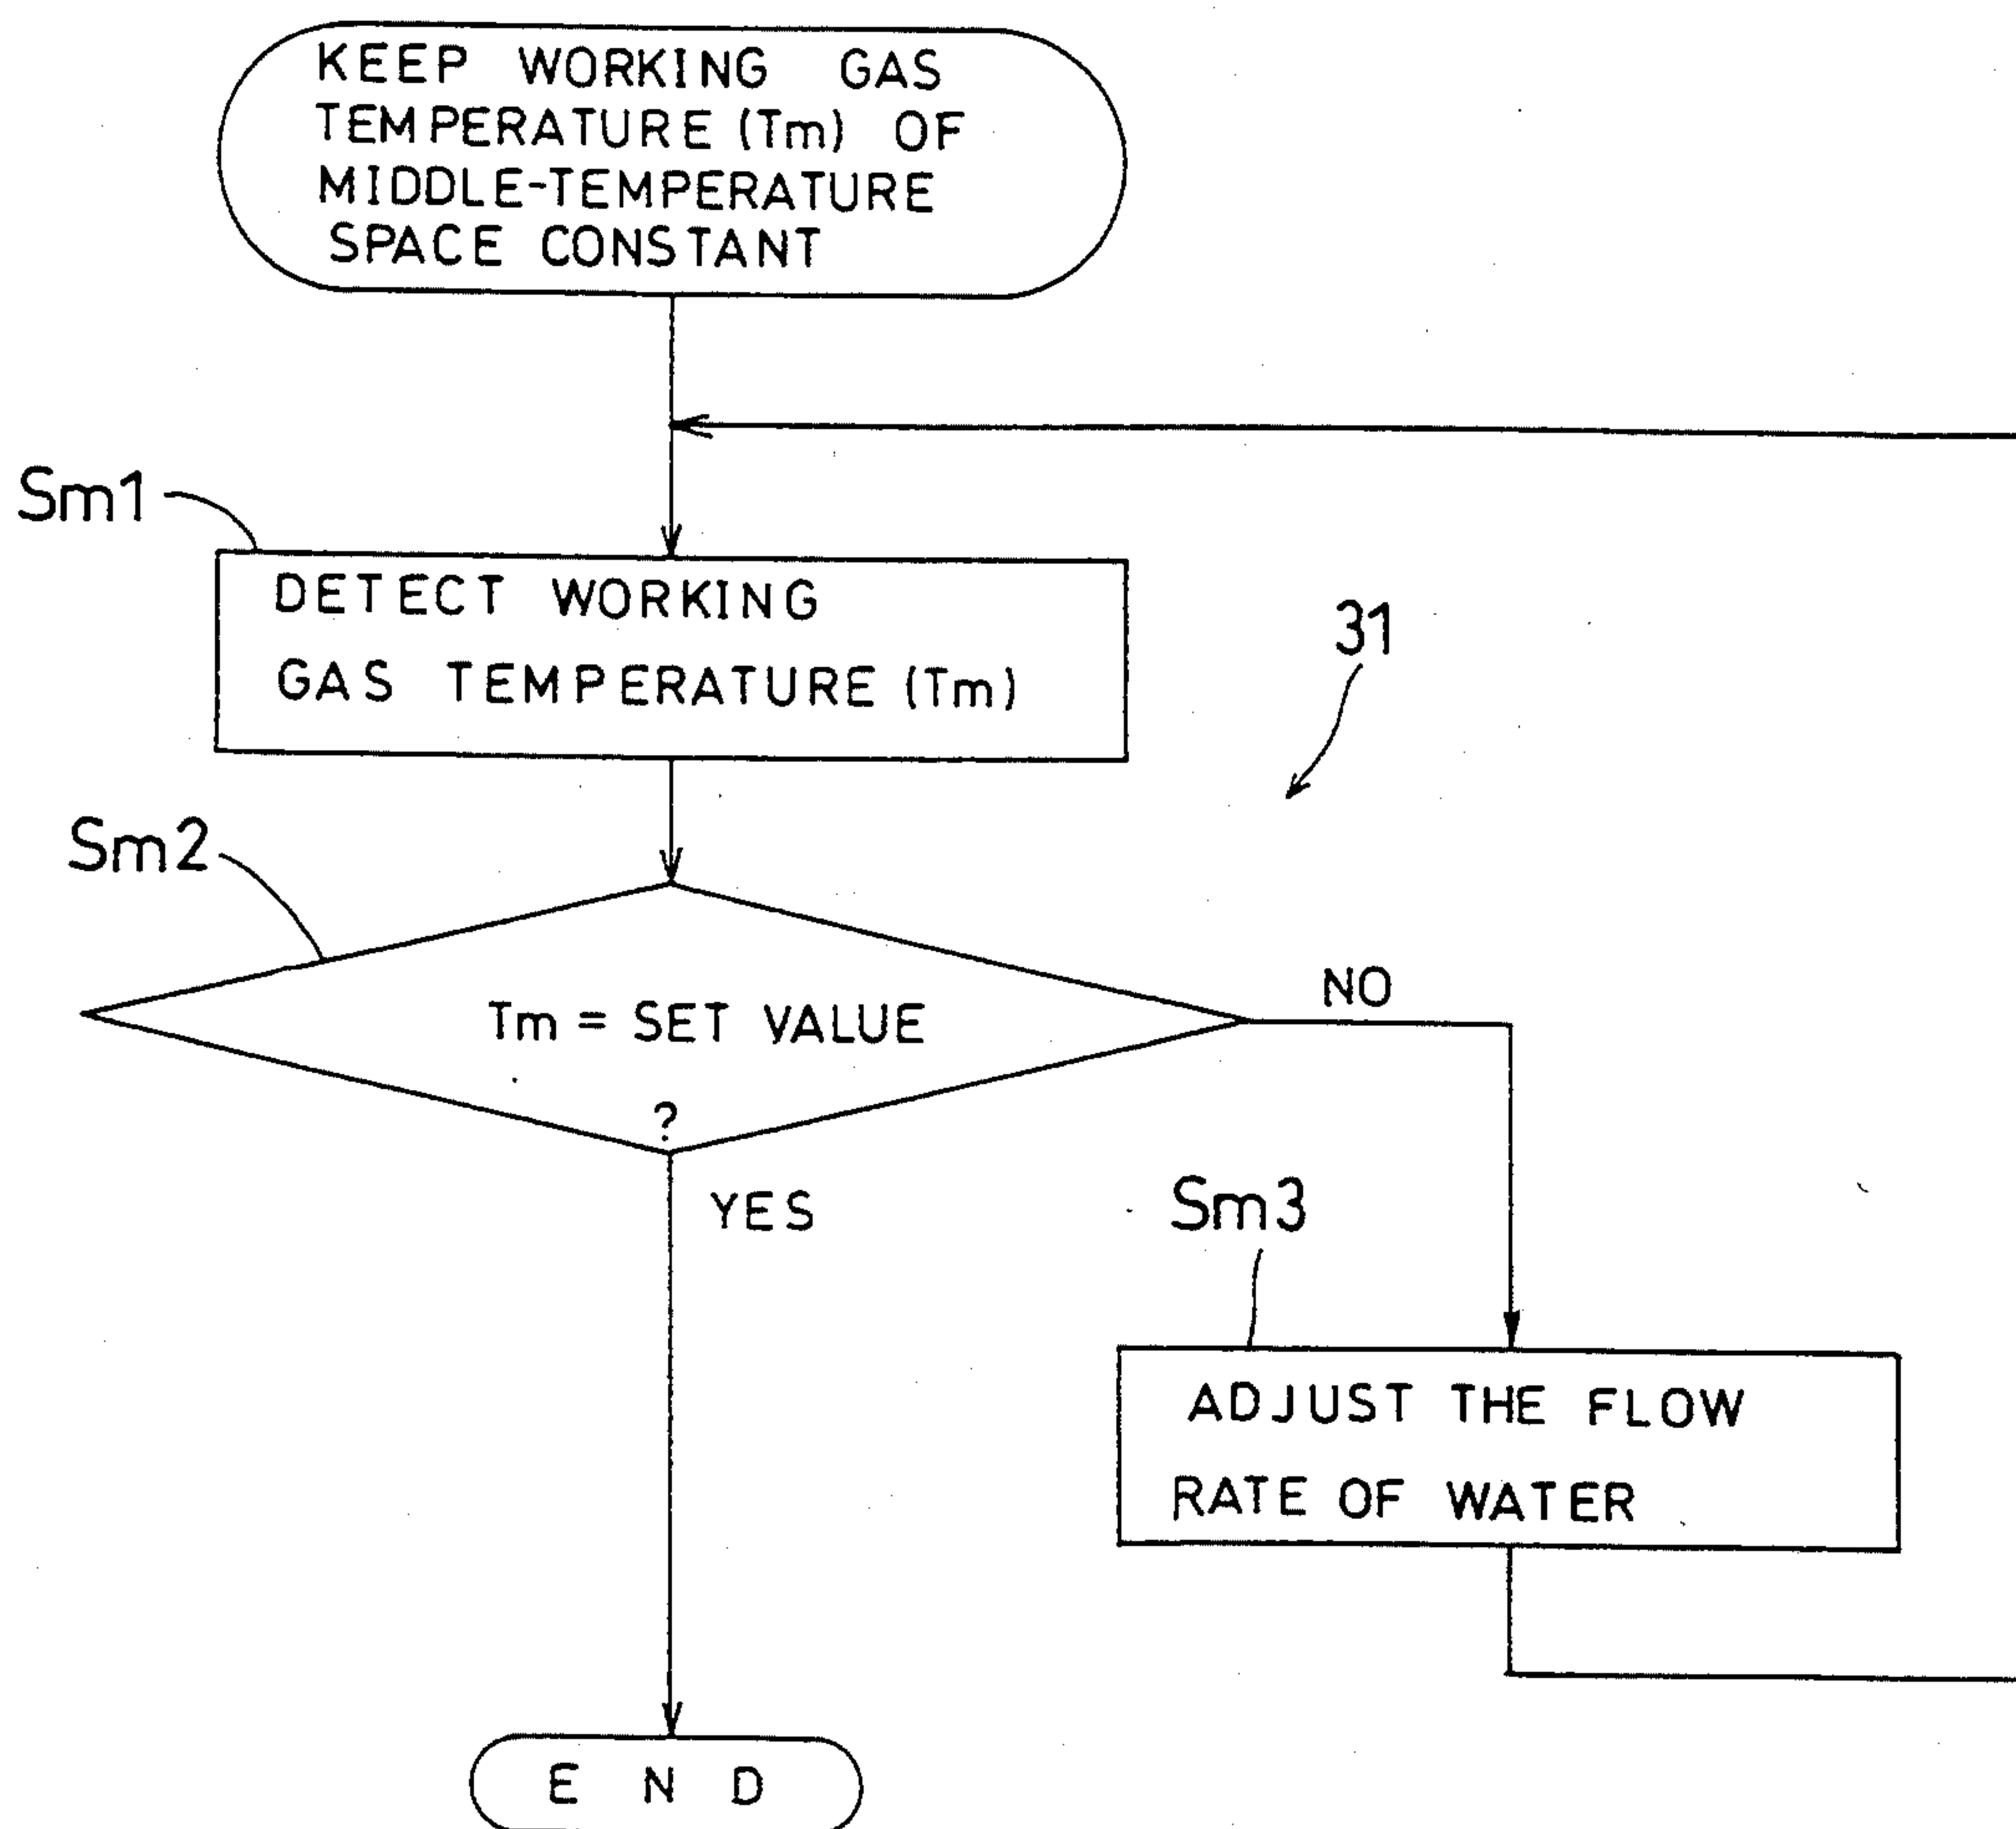 KEEP WORKING GAS
TEMPERATURE (Tm) OF
MIDDLE-TEMPERATURE
SPACE CONSTANT
Sm1
DETECT WORKING
GAS TEMPERATURE (Tm)
31
Sm2
Tm = SET VALUE
?
NO
YES
Sm3
ADJUST THE FLOW
RATE OF WATER
END